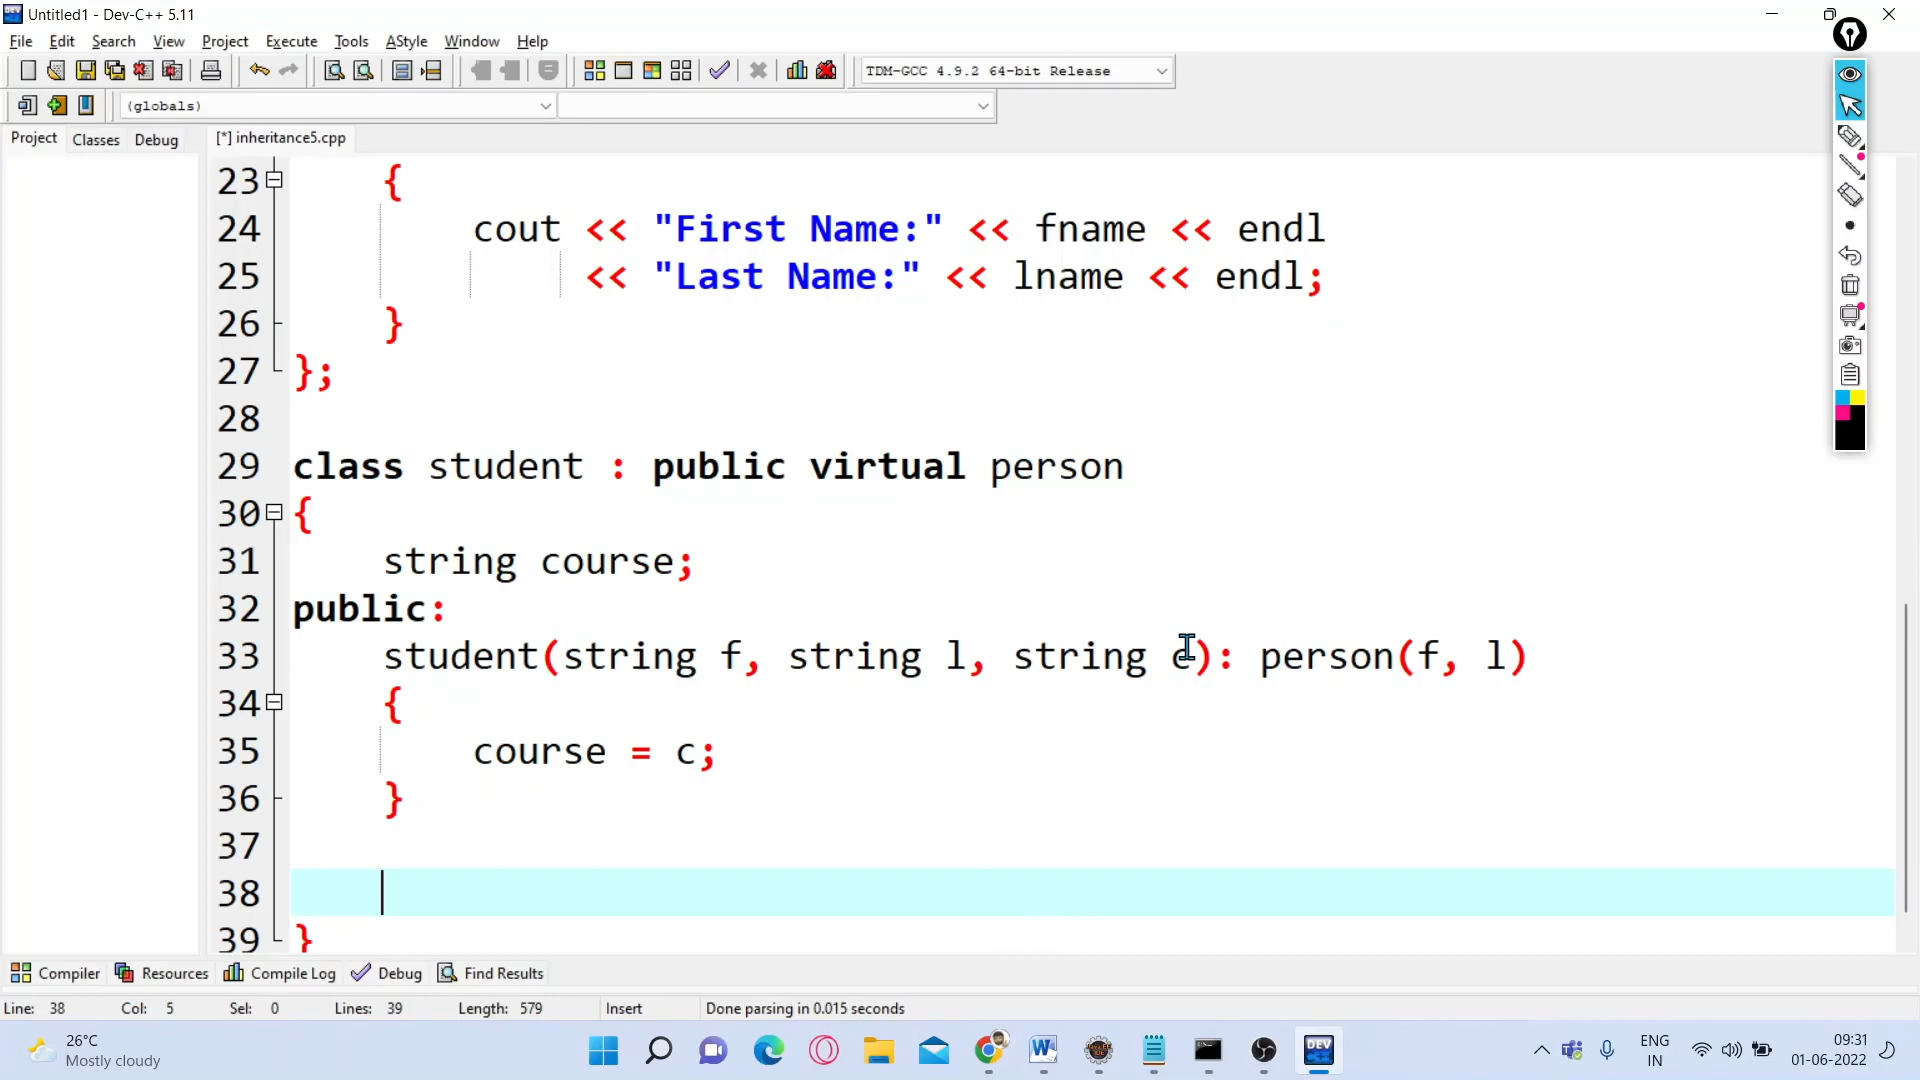 Untitled1 - Dev-C++ 5.11
File Edit Search View Project Execute Tools AStyle Window Help
TDM-GCC 4.9.2 64-bit Release
(globals)
Project Classes Debug [*] inheritance5.cpp
23 {
24 cout << "First Name:" << fname << endl
25 << "Last Name:" << lname << endl;
26 }
27 };
28
29 class student : public virtual person
30 {
31 string course;
32 public:
33 student(string f, string l, string c): person(f, l)
34 {
35 course = c;
36 }
37
38
39 }
Compiler Resources Compile Log Debug Find Results
Line: 38 Col: 5 Sel: 0 Lines: 39 Length: 579 Insert Done parsing in 0.015 seconds
26°C
Mostly cloudy
DEV
ENG
IN
09:31
01-06-2022